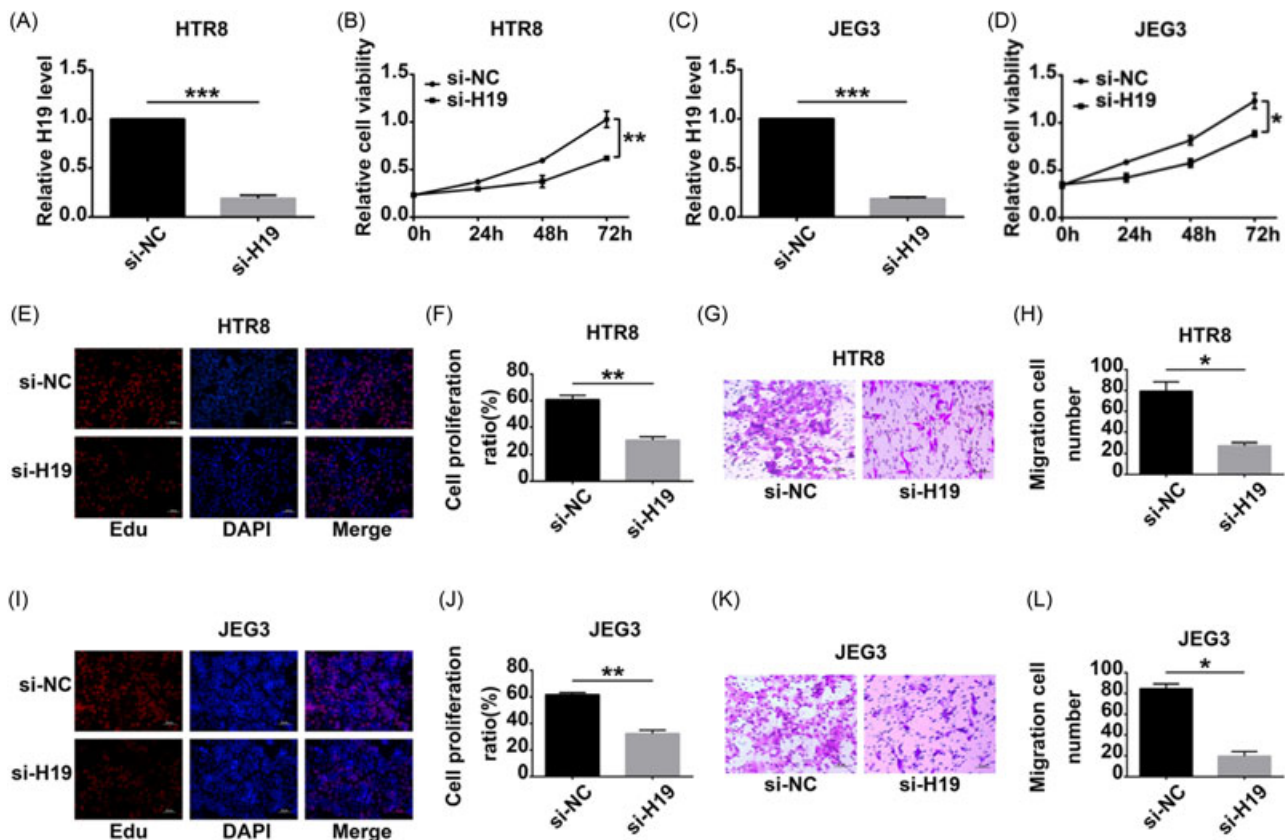 (A)
HTR8
Relative H19 level
1.5
1.0
0.5
0.0
***
si-NC
si-H19
(B)
HTR8
Relative cell viability
1.5
1.0
0.5
0.0
si-NC
si-H19
**
0h 24h 48h 72h
(C)
JEG3
Relative H19 level
1.5
1.0
0.5
0.0
***
si-NC
si-H19
(D)
JEG3
Relative cell viability
1.5
1.0
0.5
0.0
si-NC
si-H19
*
0h 24h 48h 72h
(E)
HTR8
si-NC
si-H19
Edu DAPI Merge
(F)
HTR8
Cell proliferation
ratio(%)
80
60
40
20
0
**
si-NC
si-H19
(G)
HTR8
si-NC si-H19
(H)
HTR8
Migration cell
number
100
80
60
40
20
0
*
si-NC
si-H19
(I)
JEG3
si-NC
si-H19
Edu DAPI Merge
(J)
JEG3
Cell proliferation
ratio(%)
80
60
40
20
0
**
si-NC
si-H19
(K)
JEG3
si-NC si-H19
(L)
JEG3
Migration cell
number
100
80
60
40
20
0
*
si-NC
si-H19